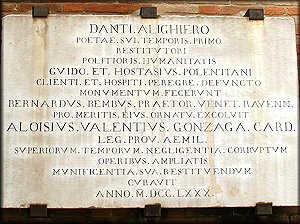 DANTI. ALIGHIERO
POETAE. SVI. TEMPORIS. PRIMO
RESTITVTORI
POLITIORIS. HVMANITATIS
GVIDO. ET. HOSTASIVS. POLENTIANI
CLIENTI. ET. HOSPITI. PEREGRE. DEFVNCTO
MONVMENTVM. FECERVNT
BERNARDVS. BEMBVS. PRAETOR. VENET. RAVENN.
PRO. MERITIS. EIVS. ORNATV. EXCOLVIT.
ALOISIVS. VALENTIVS. GONZAGA. CARD.
LEG. PROV. AEMIL.
SVPERIORVM. TEMPORVM. NEGLIGENTIA. CORRVPTVM
OPERIBVS. AMPLIATIS
MVNIFICENTIA. SVA. RESTITVENDVM
CVRAVIT
ANNO. M. DCC. LXXX.